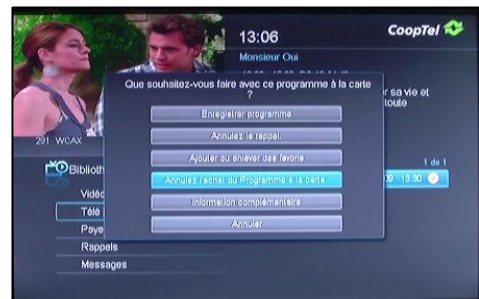 13:06
CoopTel
Monsieur Oui
Que souhaitez-vous faire avec ce programme à la carte
?
r sa vie et
toute
Enregistrer programme
Annulez le rappel.
Ajouter ou enlever des favoris
Annulez l'achat du Programme à la carte.
Information complémentaire
Annuler
291 WCAX
Biblioth
1 de 1
09 13:30
Vidé
Télé
Paye
Rappels
Messages